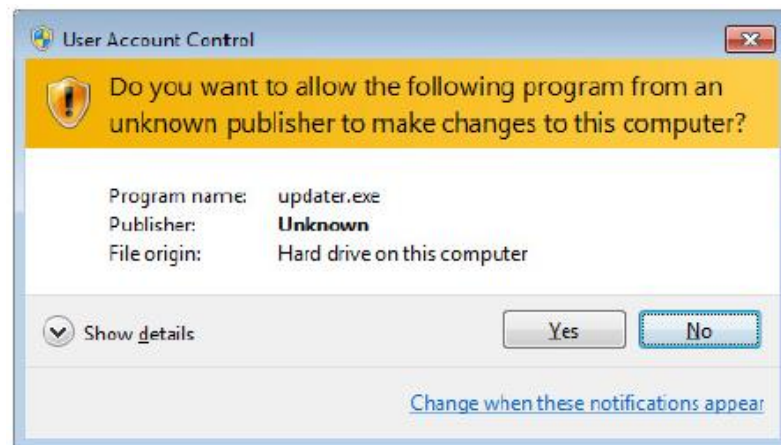 User Account Control
Do you want to allow the following program from an
unknown publisher to make changes to this computer?
Program name: updater.exe
Publisher: Unknown
File origin: Hard drive on this computer
Show details
Yes
No
Change when these notifications appear